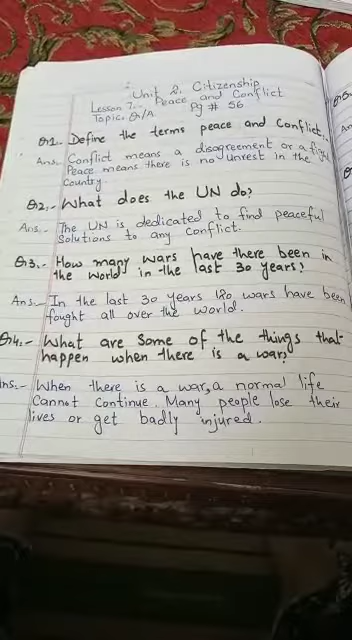 Unit 2. Citizenship
Lesson 7.. Peace and Conflict
Topic. Q/A Pg # 56
Q1.. Define the terms peace and Conflict.
Ans.. Conflict means a disagreement or a fight
Peace means there is no unrest in the
Country.
Q2.- What does the UN do?
Ans.- The UN is dedicated to find peaceful
Solutions to any Conflict.
Q3.- How many wars have there been in
the world in the last 30 years?
Ans.- In the last 30 years 180 wars have been
fought all over the world.
Q4.- What are some of the things that
happen when there is a war?
Ans.- When there is a war, a normal life
Cannot Continue. Many people lose their
lives or get badly injured.